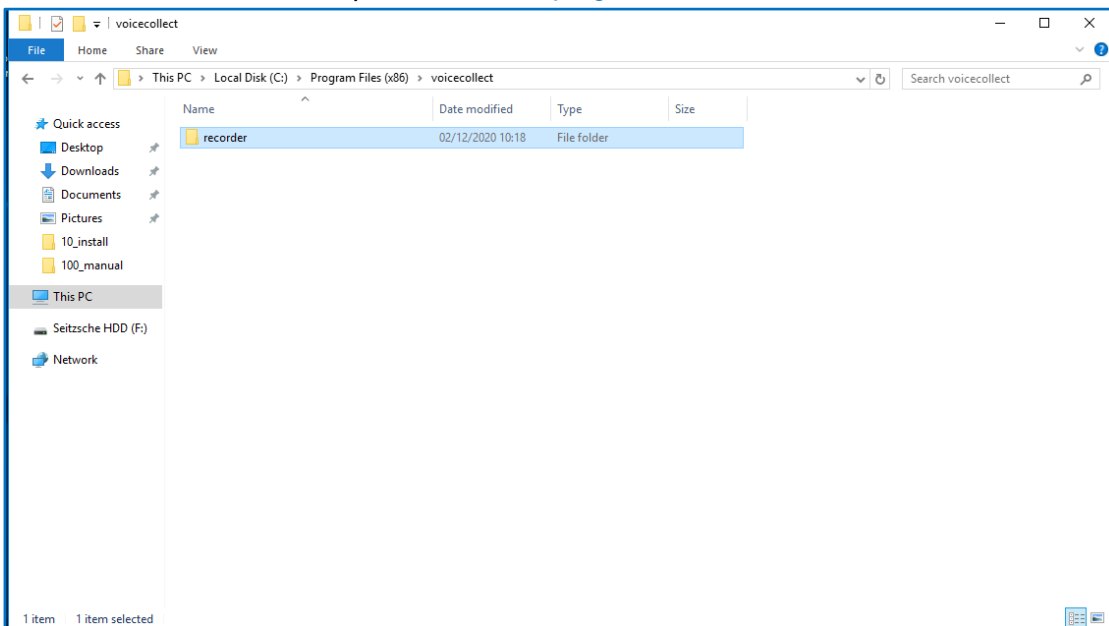 voicecollect
File Home Share View
This PC > Local Disk (C:) > Program Files (x86) > voicecollect
Search voicecollect
Name Date modified Type Size
Quick access
Desktop
Downloads
Documents
Pictures
10_install
100_manual
This PC
Seitzsche HDD (F:)
Network
recorder 02/12/2020 10:18 File folder
1 item 1 item selected